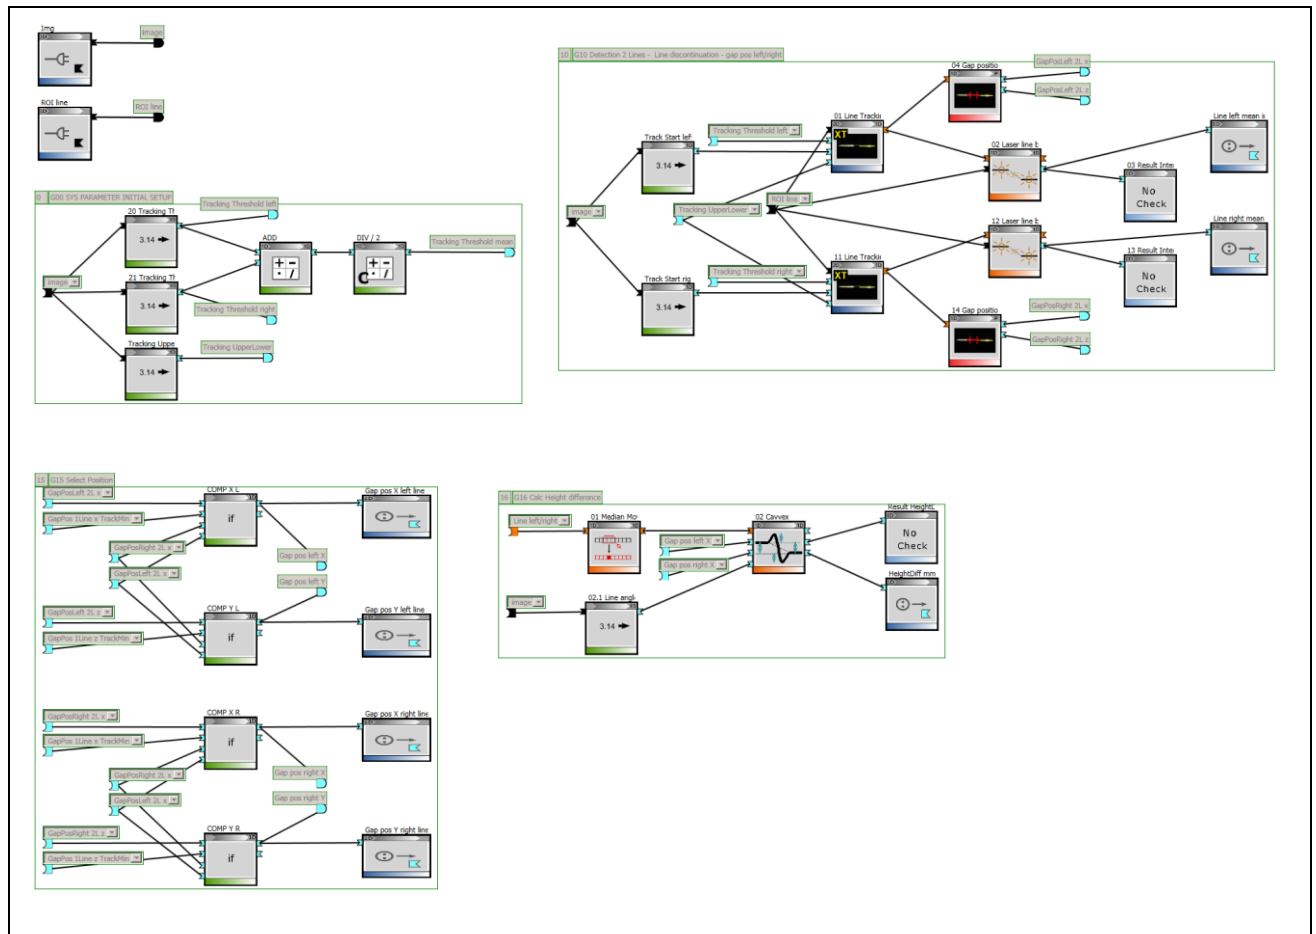 Img
image
ROI line
ROI line
0 G00 SYS PARAMETER INITIAL SETUP
20 Tracking Th
Tracking Threshold left
3.14
ADD
DIV / 2
Tracking Threshold mean
C
image
21 Tracking Th
3.14
Tracking Threshold right
Tracking Uppe
Tracking UpperLower
3.14
10 G10 Detection 2 Lines - Line discontinuation - gap pos left/right
04 Gap positio
GapPosLeft 2L x
GapPosLeft 2L z
Track Start lef
3.14
Tracking Threshold left
01 Line Trackin
XT
02 Laser line b
Line left mean i
03 Result Inter
No
Check
image
Tracking UpperLower
ROI line
12 Laser line b
Line right mean
13 Result Inter
No
Check
Track Start rig
3.14
Tracking Threshold right
11 Line Trackin
XT
14 Gap positio
GapPosRight 2L x
GapPosRight 2L z
15 G15 Select Position
GapPosLeft 2L x
COMP X L
if
Gap pos X left line
GapPos 1Line x TrackMin
GapPosRight 2L x
GapPosLeft 2L x
Gap pos left X
Gap pos left Y
GapPosLeft 2L z
COMP Y L
if
Gap pos Y left line
GapPos 1Line z TrackMin
GapPosRight 2L x
COMP X R
if
Gap pos X right line
GapPos 1Line x TrackMin
GapPosRight 2L x
GapPosLeft 2L x
Gap pos right X
Gap pos right Y
GapPosRight 2L z
COMP Y R
if
Gap pos Y right line
GapPos 1Line z TrackMin
16 G16 Calc Height difference
Line left/right
01 Median Mo
02 Cavvex
Result HeightD
No
Check
Gap pos left X
Gap pos right X
HeightDiff mm
image
02.1 Line angl
3.14